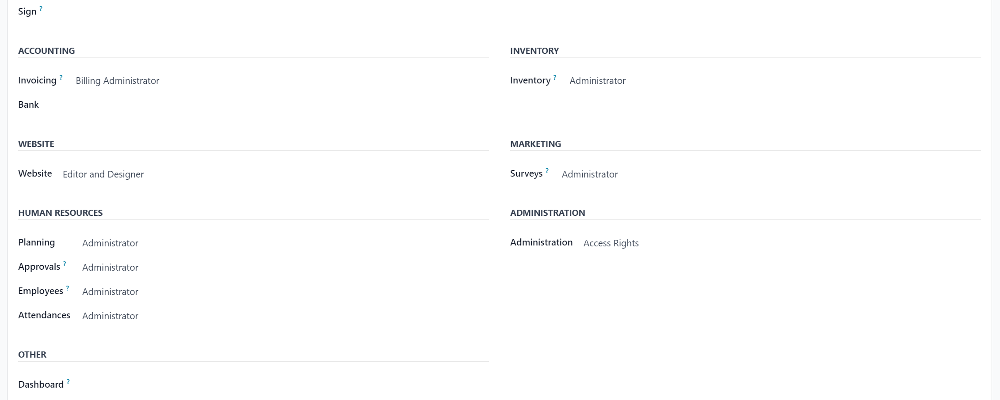 Sign ?
ACCOUNTING
Invoicing ? Billing Administrator
Bank
INVENTORY
Inventory ? Administrator
WEBSITE
Website Editor and Designer
MARKETING
Surveys ? Administrator
HUMAN RESOURCES
Planning Administrator
Approvals ? Administrator
Employees ? Administrator
Attendances Administrator
ADMINISTRATION
Administration Access Rights
OTHER
Dashboard ?